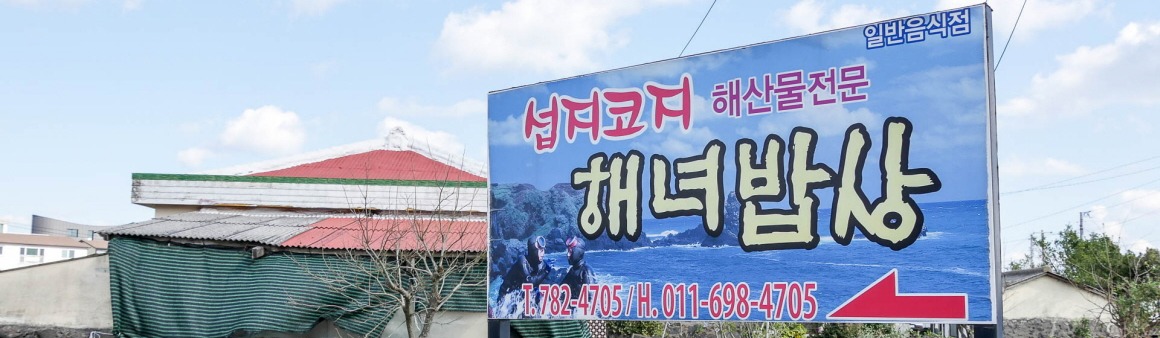 일반음식점
섭지코지 해산물전문
해녀밥상
T. 782-4705 / H. 011-698-4705